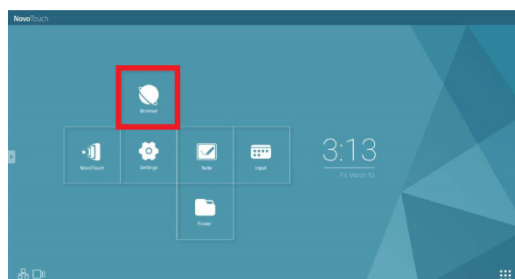 NovoTouch
Browser
NovoTouch
Settings
Note
Input
3:13
Fri, March 10
Finder